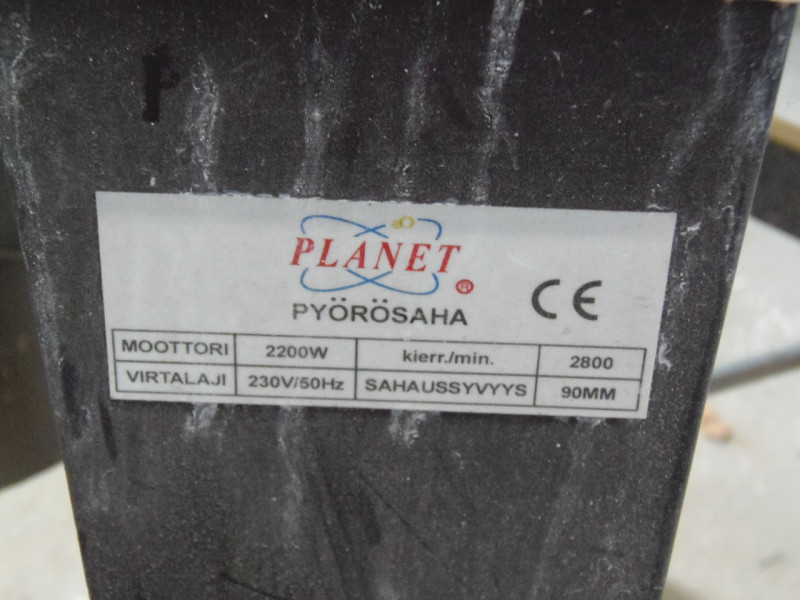 P
PLANET ®
PYÖRÖSAHA
CE
MOOTTORI 2200W kierr./min. 2800
VIRTALAJI 230V/50Hz SAHAUSSYVYYS 90MM